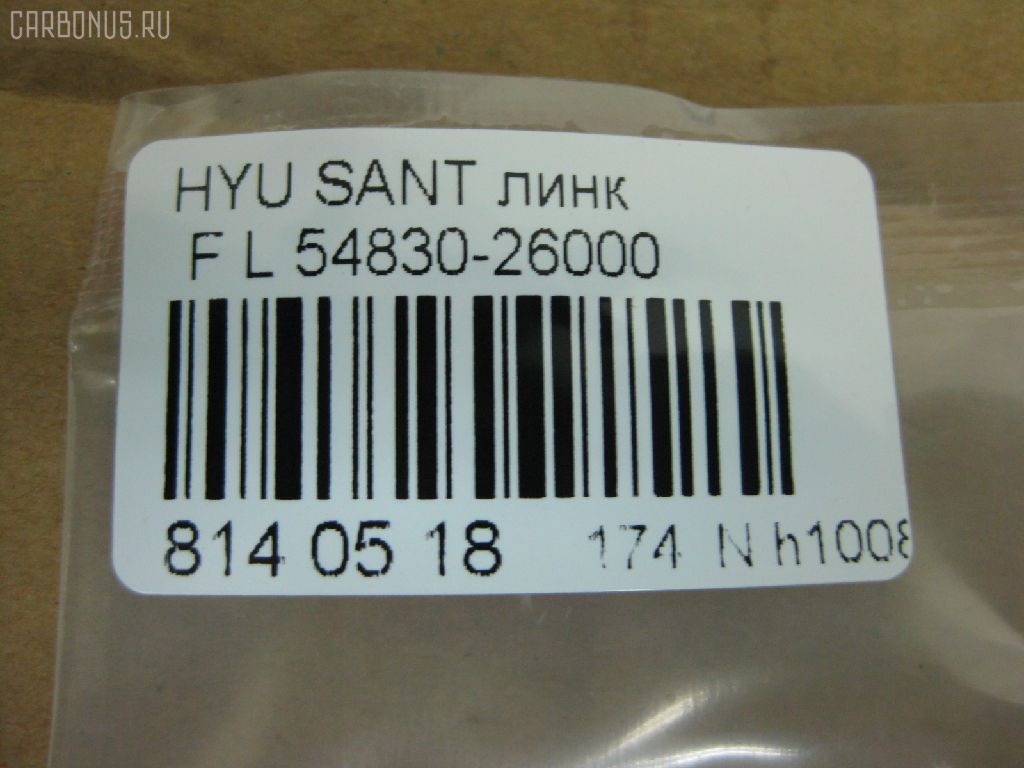 CARBONUS.RU
HYU SANT линк
F L 54830-26000
814 05 18 174 N h1008